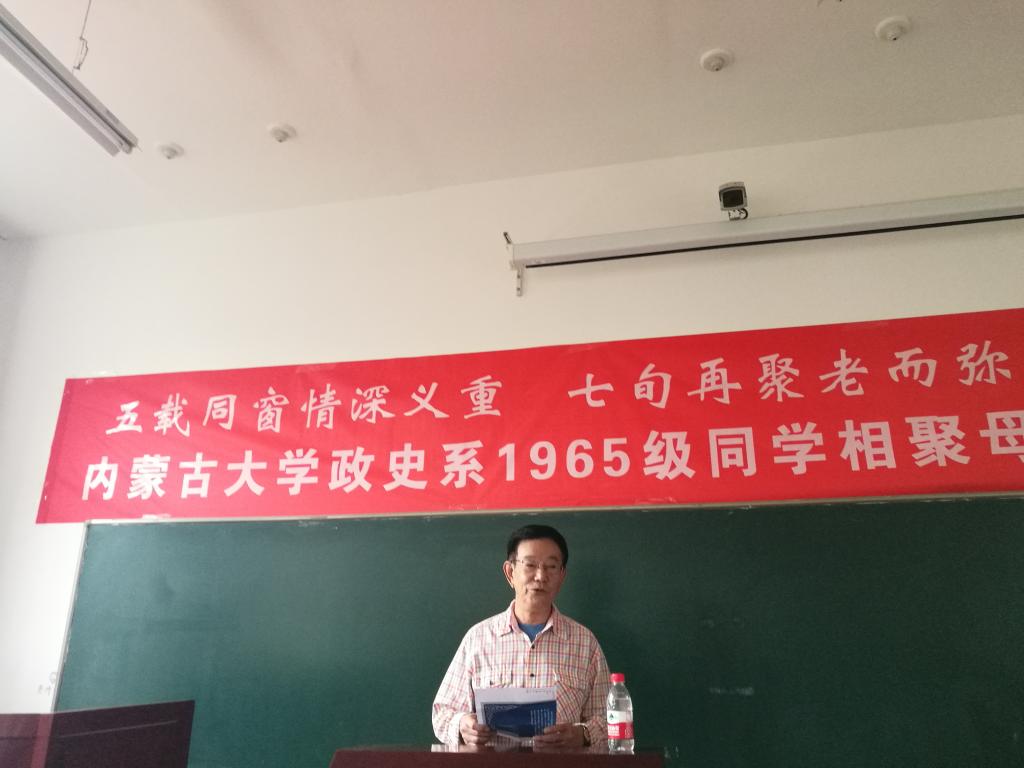 五载同窗情深义重 七旬再聚老而弥
内蒙古大学政史系1965级同学相聚母